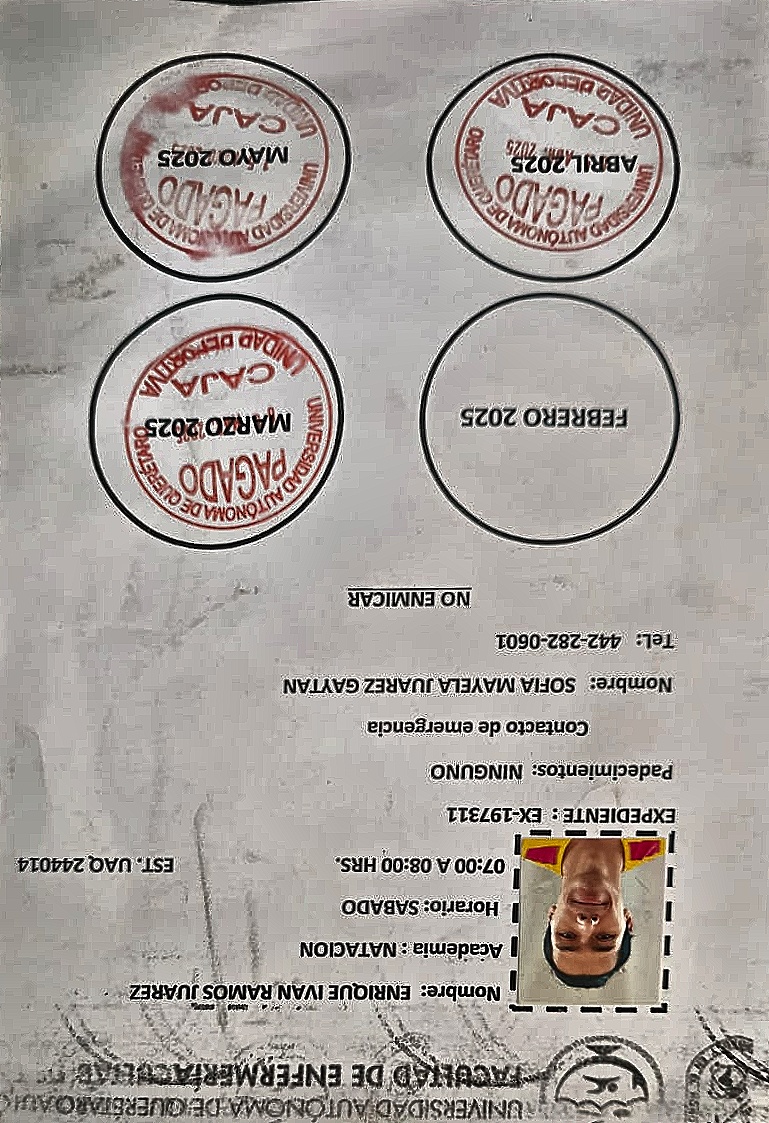 UNIVERSIDAD AUTÓNOMA DE QUERÉTARO
FACULTAD DE ENFERMERÍA
Nombre: ENRIQUE IVAN RAMOS JUAREZ
Academia : NATACION
Horario: SABADO
07:00 A 08:00 HRS. EST. UAQ 244014
EXPEDIENTE : EX-197311
Padecimientos: NINGUNO
Contacto de emergencia
Nombre: SOFIA MAYELA JUAREZ GAYTAN
Tel: 442-282-0601
NO ENMICAR
FEBRERO 2025
UNIVERSIDAD AUTÓNOMA DE QUERÉTARO
PAGADO
MARZO 2025
CAJA
UNIDAD DEPORTIVA
UNIVERSIDAD AUTÓNOMA DE QUERETARO
PAGADO
ABRIL 2025
CAJA
UNIDAD DEPORTIVA
UNIVERSIDAD AUTÓNOMA DE QUERETARO
PAGADO
MAYO 2025
CAJA
UNIDAD DEPORTIVA